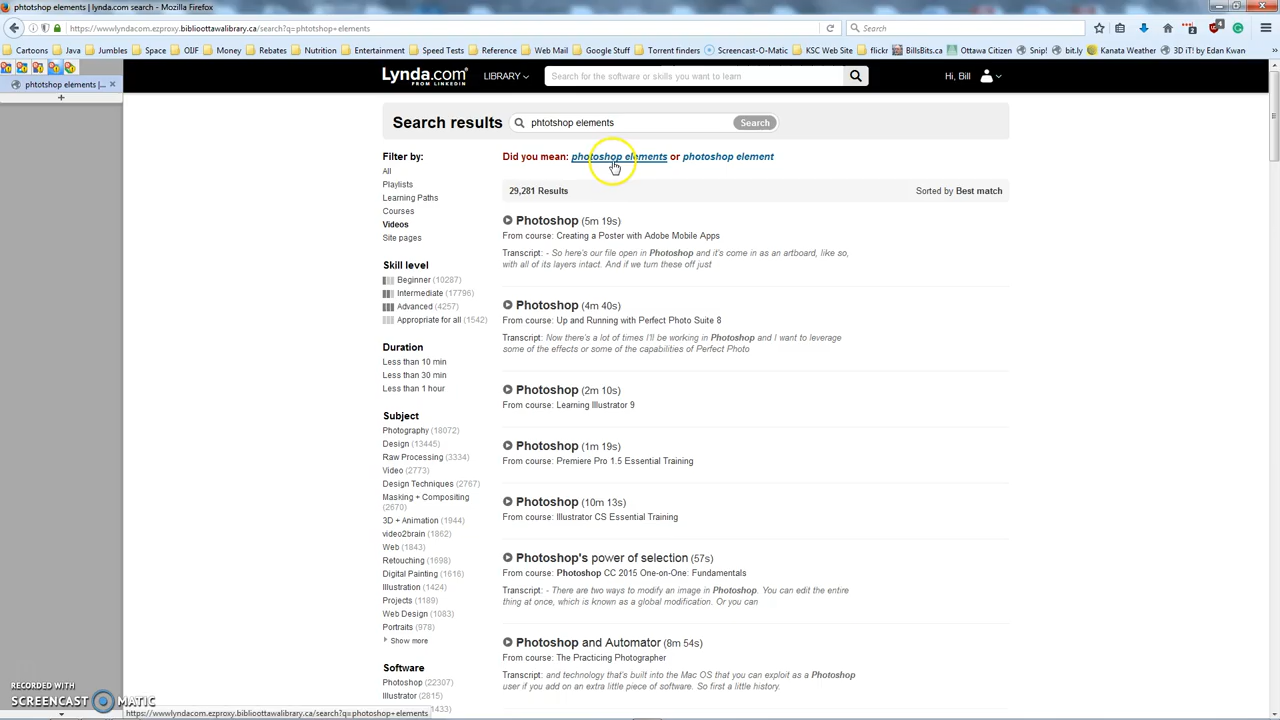 phtotshop elements | lynda.com search - Mozilla Firefox
https://wwwlyndacom.ezproxy.biblioottawalibrary.ca/search?q=phtotshop+elements
Search
Cartoons Java Jumbles Space OIJF Money Rebates Nutrition Entertainment Speed Tests Reference Web Mail Google Stuff Torrent finders Screencast-O-Matic KSC Web Site flickr BillsBits.ca Ottawa Citizen Snip! bit.ly Kanata Weather 3D iT! by Edan Kwan
phtotshop elements |...
Lynda.com
FROM LINKEDIN
LIBRARY
Search for the software or skills you want to learn
Hi, Bill
Search results
phtotshop elements
Search
Filter by:
All
Playlists
Learning Paths
Courses
Videos
Site pages
Skill level
Beginner (10287)
Intermediate (17796)
Advanced (4257)
Appropriate for all (1542)
Duration
Less than 10 min
Less than 30 min
Less than 1 hour
Subject
Photography (18072)
Design (13445)
Raw Processing (3334)
Video (2773)
Design Techniques (2767)
Masking + Compositing
(2670)
3D + Animation (1944)
video2brain (1862)
Web (1843)
Retouching (1698)
Digital Painting (1616)
Illustration (1424)
Projects (1189)
Web Design (1083)
Portraits (978)
Show more
Software
Photoshop (22307)
Illustrator (2815)
1433)
Did you mean: photoshop elements or photoshop element
29,281 Results
Sorted by Best match
Photoshop (5m 19s)
From course: Creating a Poster with Adobe Mobile Apps
Transcript: - So here's our file open in Photoshop and it's come in as an artboard, like so,
with all of its layers intact. And if we turn these off just
Photoshop (4m 40s)
From course: Up and Running with Perfect Photo Suite 8
Transcript: Now there's a lot of times I'll be working in Photoshop and I want to leverage
some of the effects or some of the capabilities of Perfect Photo
Photoshop (2m 10s)
From course: Learning Illustrator 9
Photoshop (1m 19s)
From course: Premiere Pro 1.5 Essential Training
Photoshop (10m 13s)
From course: Illustrator CS Essential Training
Photoshop's power of selection (57s)
From course: Photoshop CC 2015 One-on-One: Fundamentals
Transcript: - There are two ways to modify an image in Photoshop. You can edit the entire
thing at once, which is known as a global modification. Or you can
Photoshop and Automator (8m 54s)
From course: The Practicing Photographer
Transcript: and technology that's built into the Mac OS that you can exploit as a Photoshop
user if you add on an extra little piece of software. So first a little history.
RECORDED WITH
SCREENCAST MATIC
https://wwwlyndacom.ezproxy.biblioottawalibrary.ca/search?q=photoshop+elements